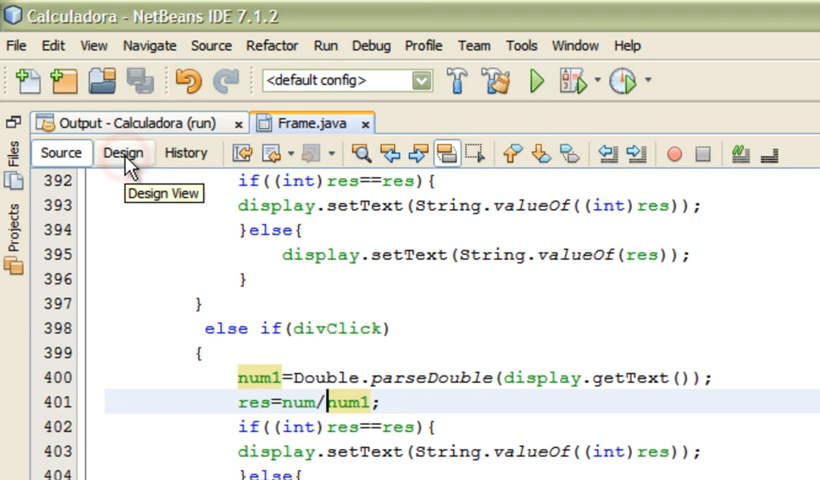 Calculadora - NetBeans IDE 7.1.2
File Edit View Navigate Source Refactor Run Debug Profile Team Tools Window Help
<default config>
Output - Calculadora (run) x Frame.java x
Source Design History
Design View
Files
Projects
392 if((int)res==res){
393 display.setText(String.valueOf((int)res));
394 }else{
395 display.setText(String.valueOf(res));
396 }
397 }
398 else if(divClick)
399 {
400 num1=Double.parseDouble(display.getText());
401 res=num/num1;
402 if((int)res==res){
403 display.setText(String.valueOf((int)res));
404 }else{